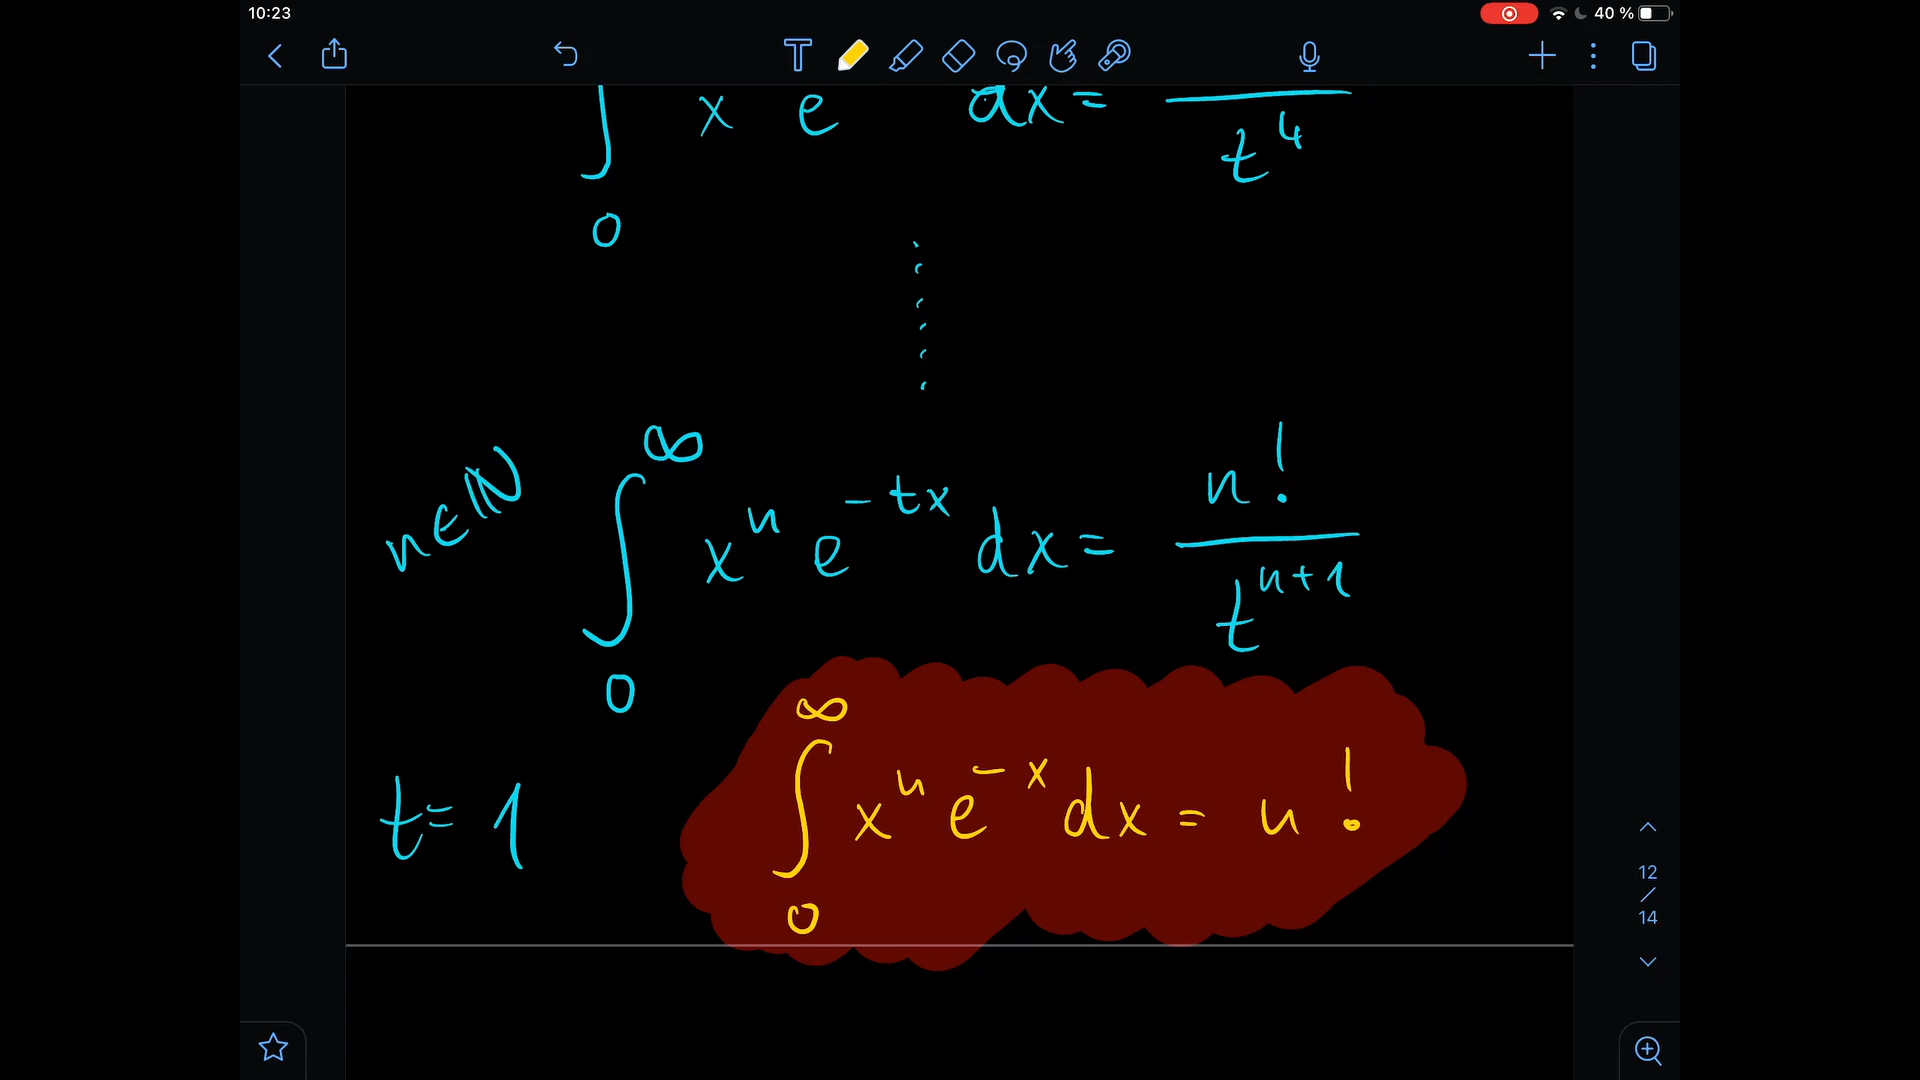 10:23
40 %
∫ x e dx = —
t⁴
0
n∈ℕ ∫₀^∞ xⁿ e^(-tx) dx = n! / t^(n+1)
t=1 ∫₀^∞ xⁿ e^(-x) dx = n!
12
/
14